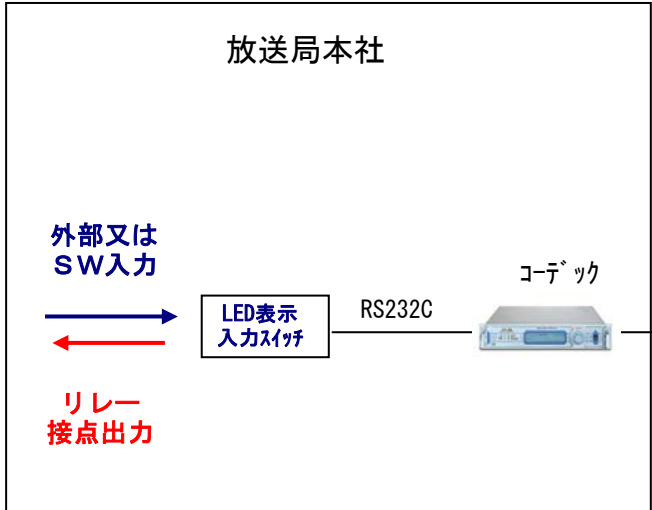 放送局本社
外部又は
ＳＷ入力
ｺｰﾃﾞｯｸ
LED表示
入力ｽｲｯﾁ
RS232C
リレー
接点出力